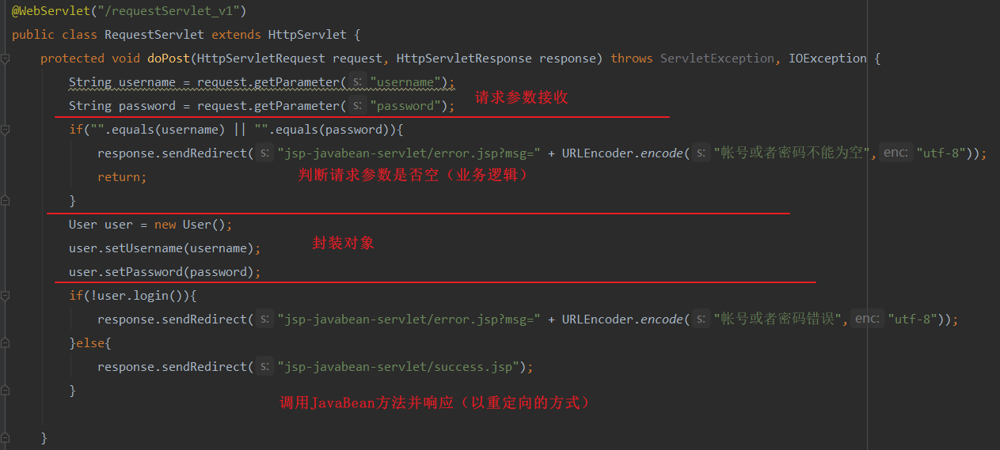 @WebServlet("/requestServlet_v1")
public class RequestServlet extends HttpServlet {
protected void doPost(HttpServletRequest request, HttpServletResponse response) throws ServletException, IOException {
String username = request.getParameter( s: "username");
String password = request.getParameter( s: "password");
请求参数接收
if("".equals(username) || "".equals(password)){
response.sendRedirect( s: "jsp-javabean-servlet/error.jsp?msg=" + URLEncoder.encode( s: "帐号或者密码不能为空", enc: "utf-8"));
return;
判断请求参数是否空（业务逻辑）
}
User user = new User();
user.setUsername(username);
封装对象
user.setPassword(password);
if(!user.login()){
response.sendRedirect( s: "jsp-javabean-servlet/error.jsp?msg=" + URLEncoder.encode( s: "帐号或者密码错误", enc: "utf-8"));
}else{
response.sendRedirect( s: "jsp-javabean-servlet/success.jsp");
}
调用JavaBean方法并响应（以重定向的方式）
}